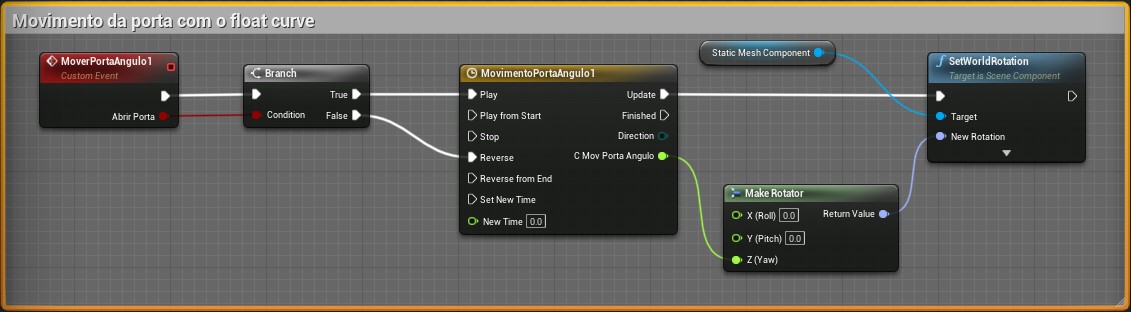 Movimento da porta com o float curve
MoverPortaAngulo1
Custom Event
Abrir Porta
Branch
True
Condition
False
MovimentoPortaAngulo1
Play
Update
Play from Start
Finished
Stop
Direction
Reverse
C Mov Porta Angulo
Reverse from End
Set New Time
New Time 0.0
Static Mesh Component
Make Rotator
X (Roll) 0.0
Return Value
Y (Pitch) 0.0
Z (Yaw)
SetWorldRotation
Target is Scene Component
Target
New Rotation